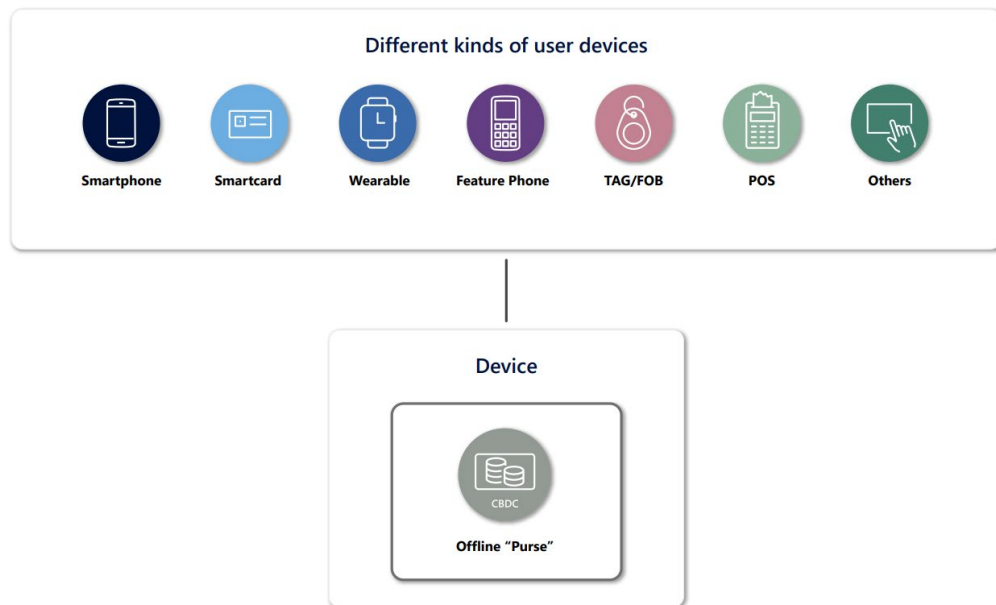 Different kinds of user devices
Smartphone
Smartcard
Wearable
Feature Phone
TAG/FOB
POS
Others
Device
CBDC
Offline “Purse”